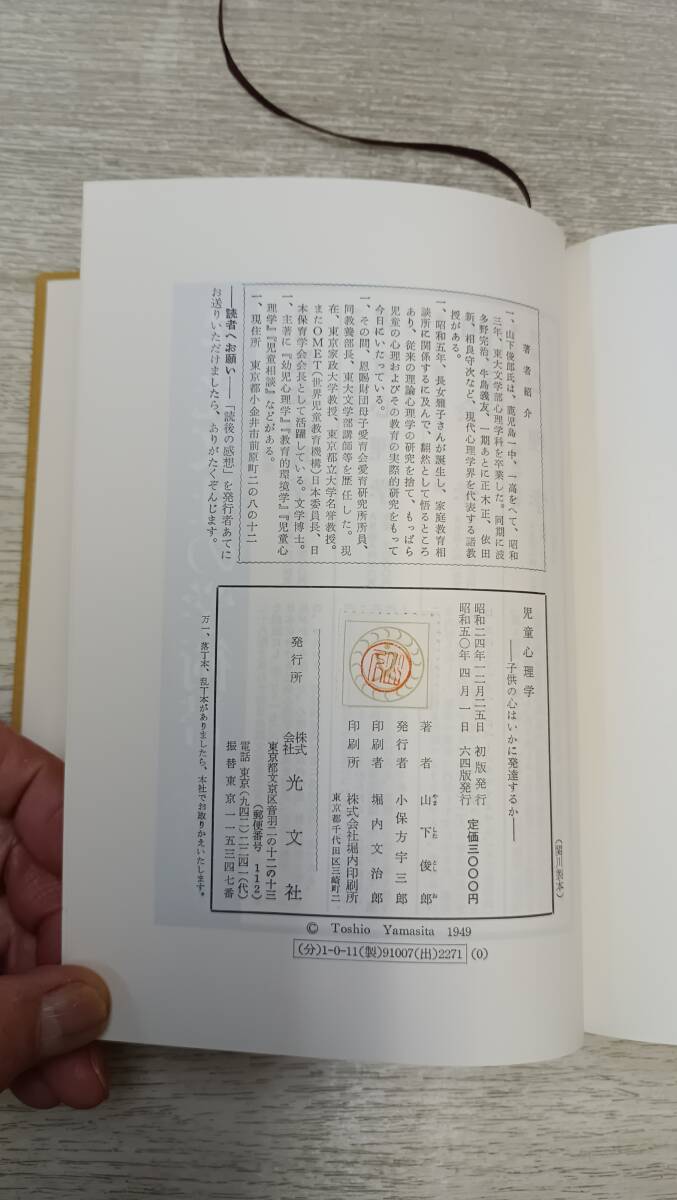 著者紹介
一、山下俊郎氏は、鹿児島一中、一高をへて、昭和
三年、東大文学部心理学科を卒業した。同期に波
多野完治、牛島義友、一期あとに正木正、依田
新、相良守次など、現代心理学界を代表する諸教
授がある。
一、昭和五年、長女雅子さんが誕生し、家庭教育相
談所に関係するに及んで、翻然として悟るところ
あり、従来の理論心理学の研究を捨て、もっぱら
児童の心理およびその教育の実際的研究をもって
今日にいたっている。
一、その間、恩賜財団母子愛育会愛育研究所所員、
同教養部長、東大文学部講師等を歴任した。現
在、東京家政大学教授、東京都立大学名誉教授。
またOMET(世界児童教育機構)日本委員長、日
本保育学会会長として活躍している。文学博士。
一、主著に『幼児心理学』『教育的環境学』『児童心
理学』『児童相談』などがある。
一、現住所 東京都小金井市前原町二の八の十二
――読者へお願い――「読後の感想」を発行者あてに
お送りいただけましたら、ありがたくぞんじます。
児童心理学
――子供の心はいかに発達するか――
昭和二四年一二月二五日 初版発行
昭和五〇年四月一日 六四版発行
定価三〇〇〇円
著者 山下俊郎
やま した とし お
発行者 小保方宇三郎
印刷者 堀内文治郎
印刷所 株式会社堀内印刷所
東京都千代田区三崎町二
発行所 株式会社 光文社
東京都文京区音羽二の十二の十三
(郵便番号 112)
電話 東京(九四二)二二四一(代)
振替東京一一五三四七番
万一、落丁本、乱丁本がありましたら、本社でお取りかえいたします。
(関川製本)
© Toshio Yamasita 1949
(分)1-0-11(製)91007(出)2271 (0)